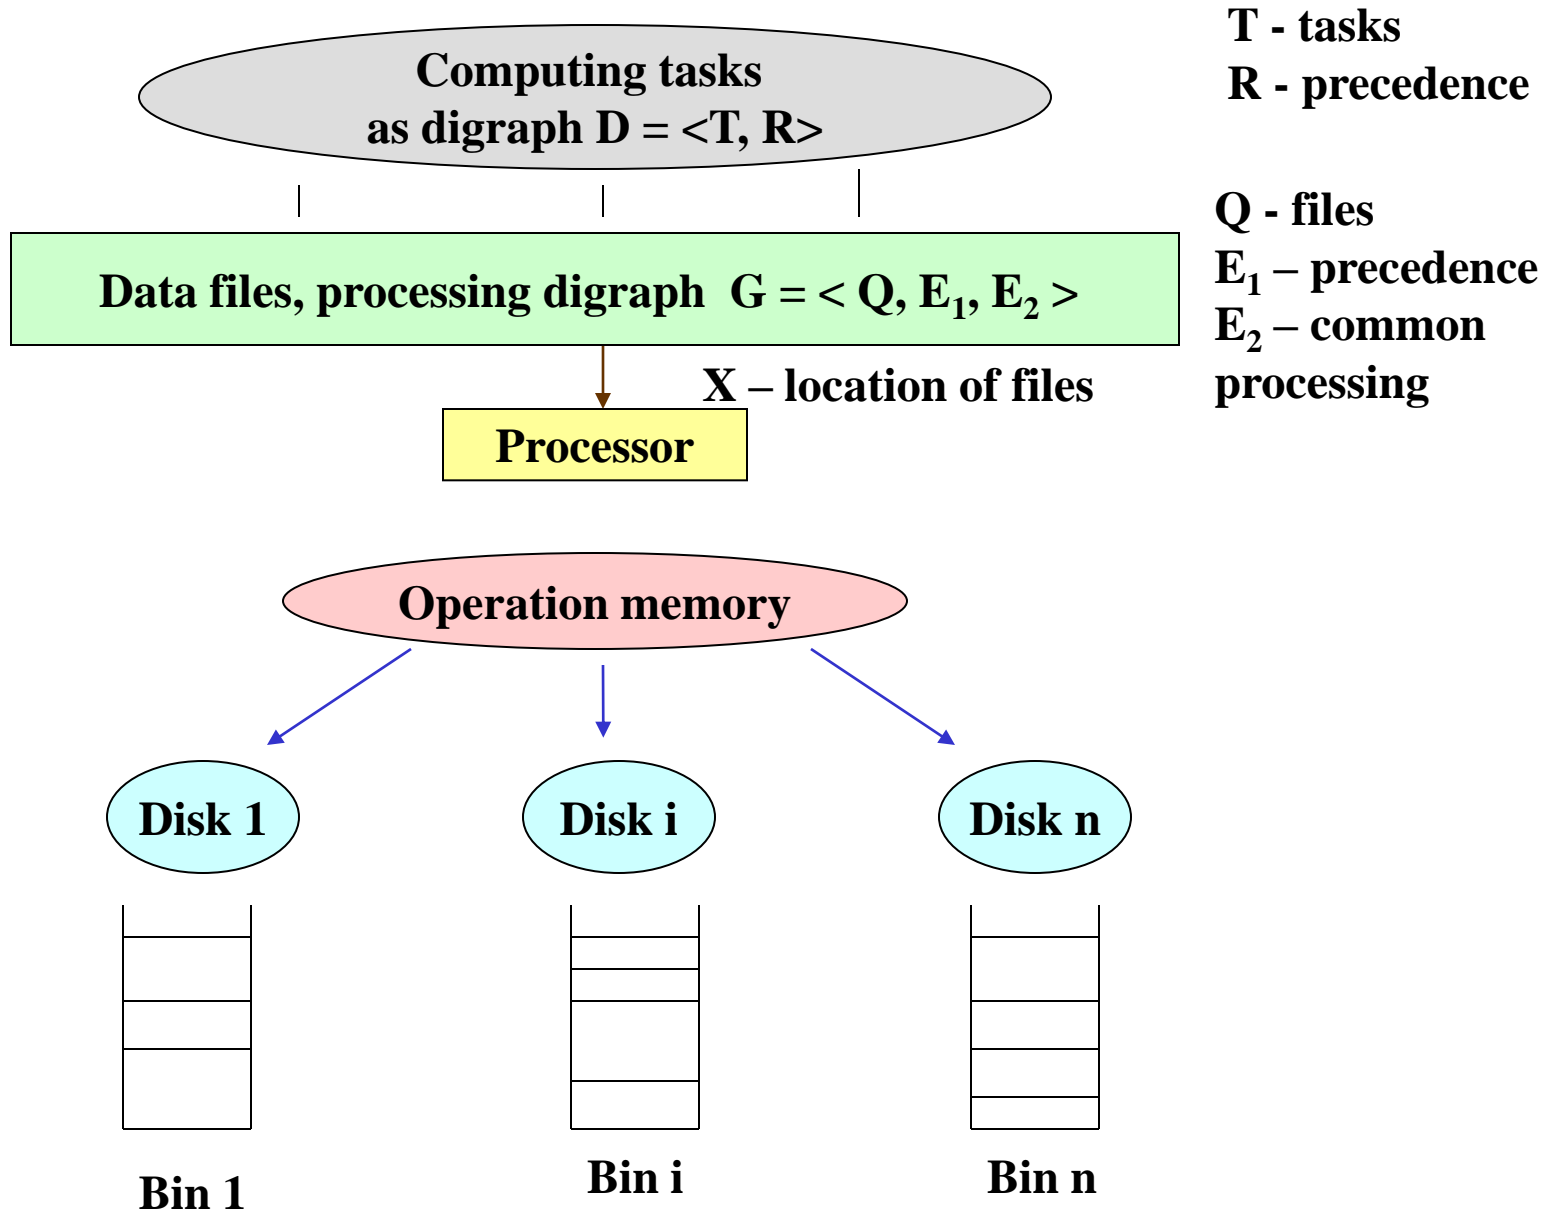 Computing tasks
as digraph D = <T, R>
T - tasks
R - precedence
Data files, processing digraph G = < Q, E₁, E₂ >
Q - files
E₁ – precedence
E₂ – common
processing
X – location of files
Processor
Operation memory
Disk 1
Disk i
Disk n
Bin 1
Bin i
Bin n